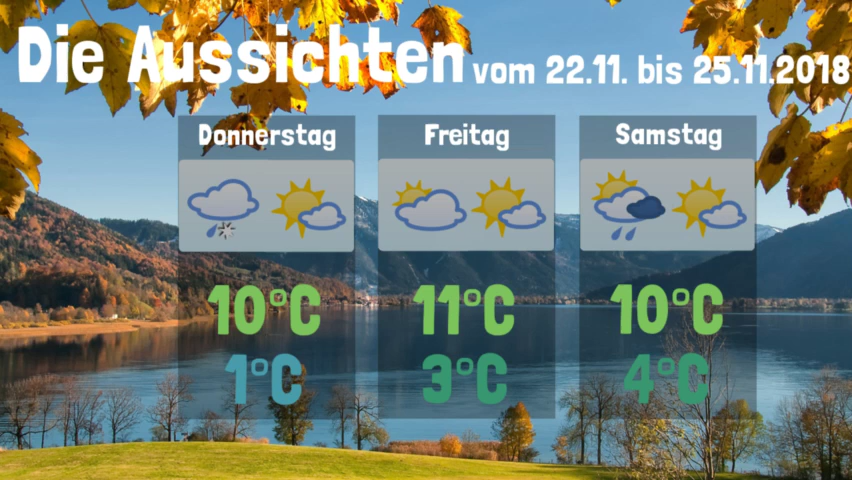 Die Aussichten vom 22.11. bis 25.11.2018
Donnerstag Freitag Samstag
10°C 11°C 10°C
1°C 3°C 4°C